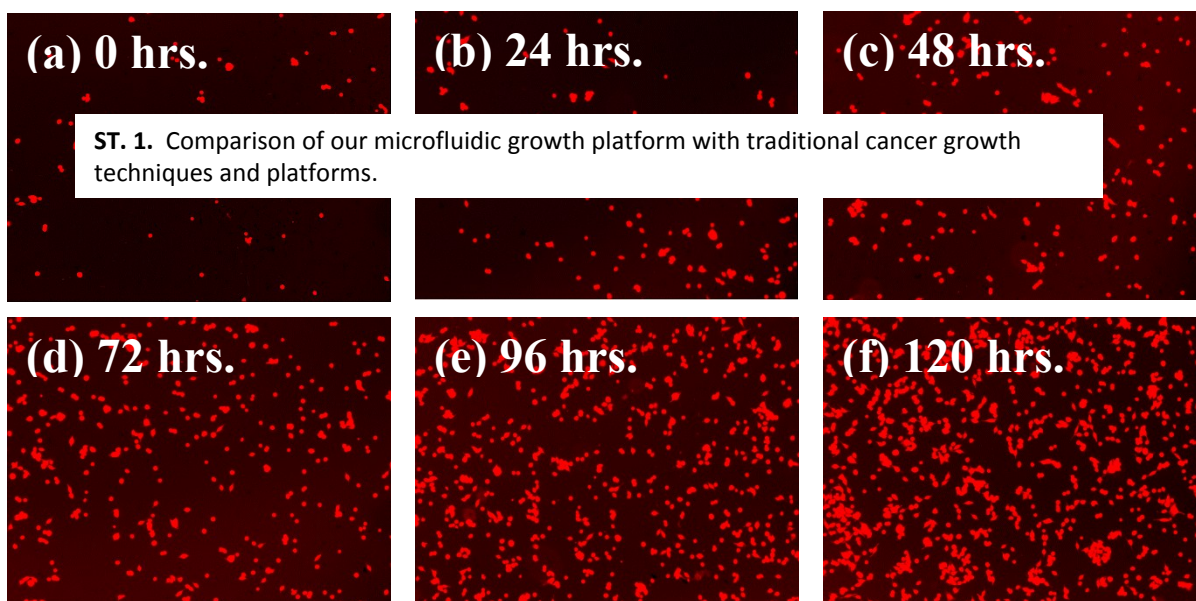 (a) 0 hrs.
(b) 24 hrs.
(c) 48 hrs.
ST. 1. Comparison of our microfluidic growth platform with traditional cancer growth
techniques and platforms.
(d) 72 hrs.
(e) 96 hrs.
(f) 120 hrs.